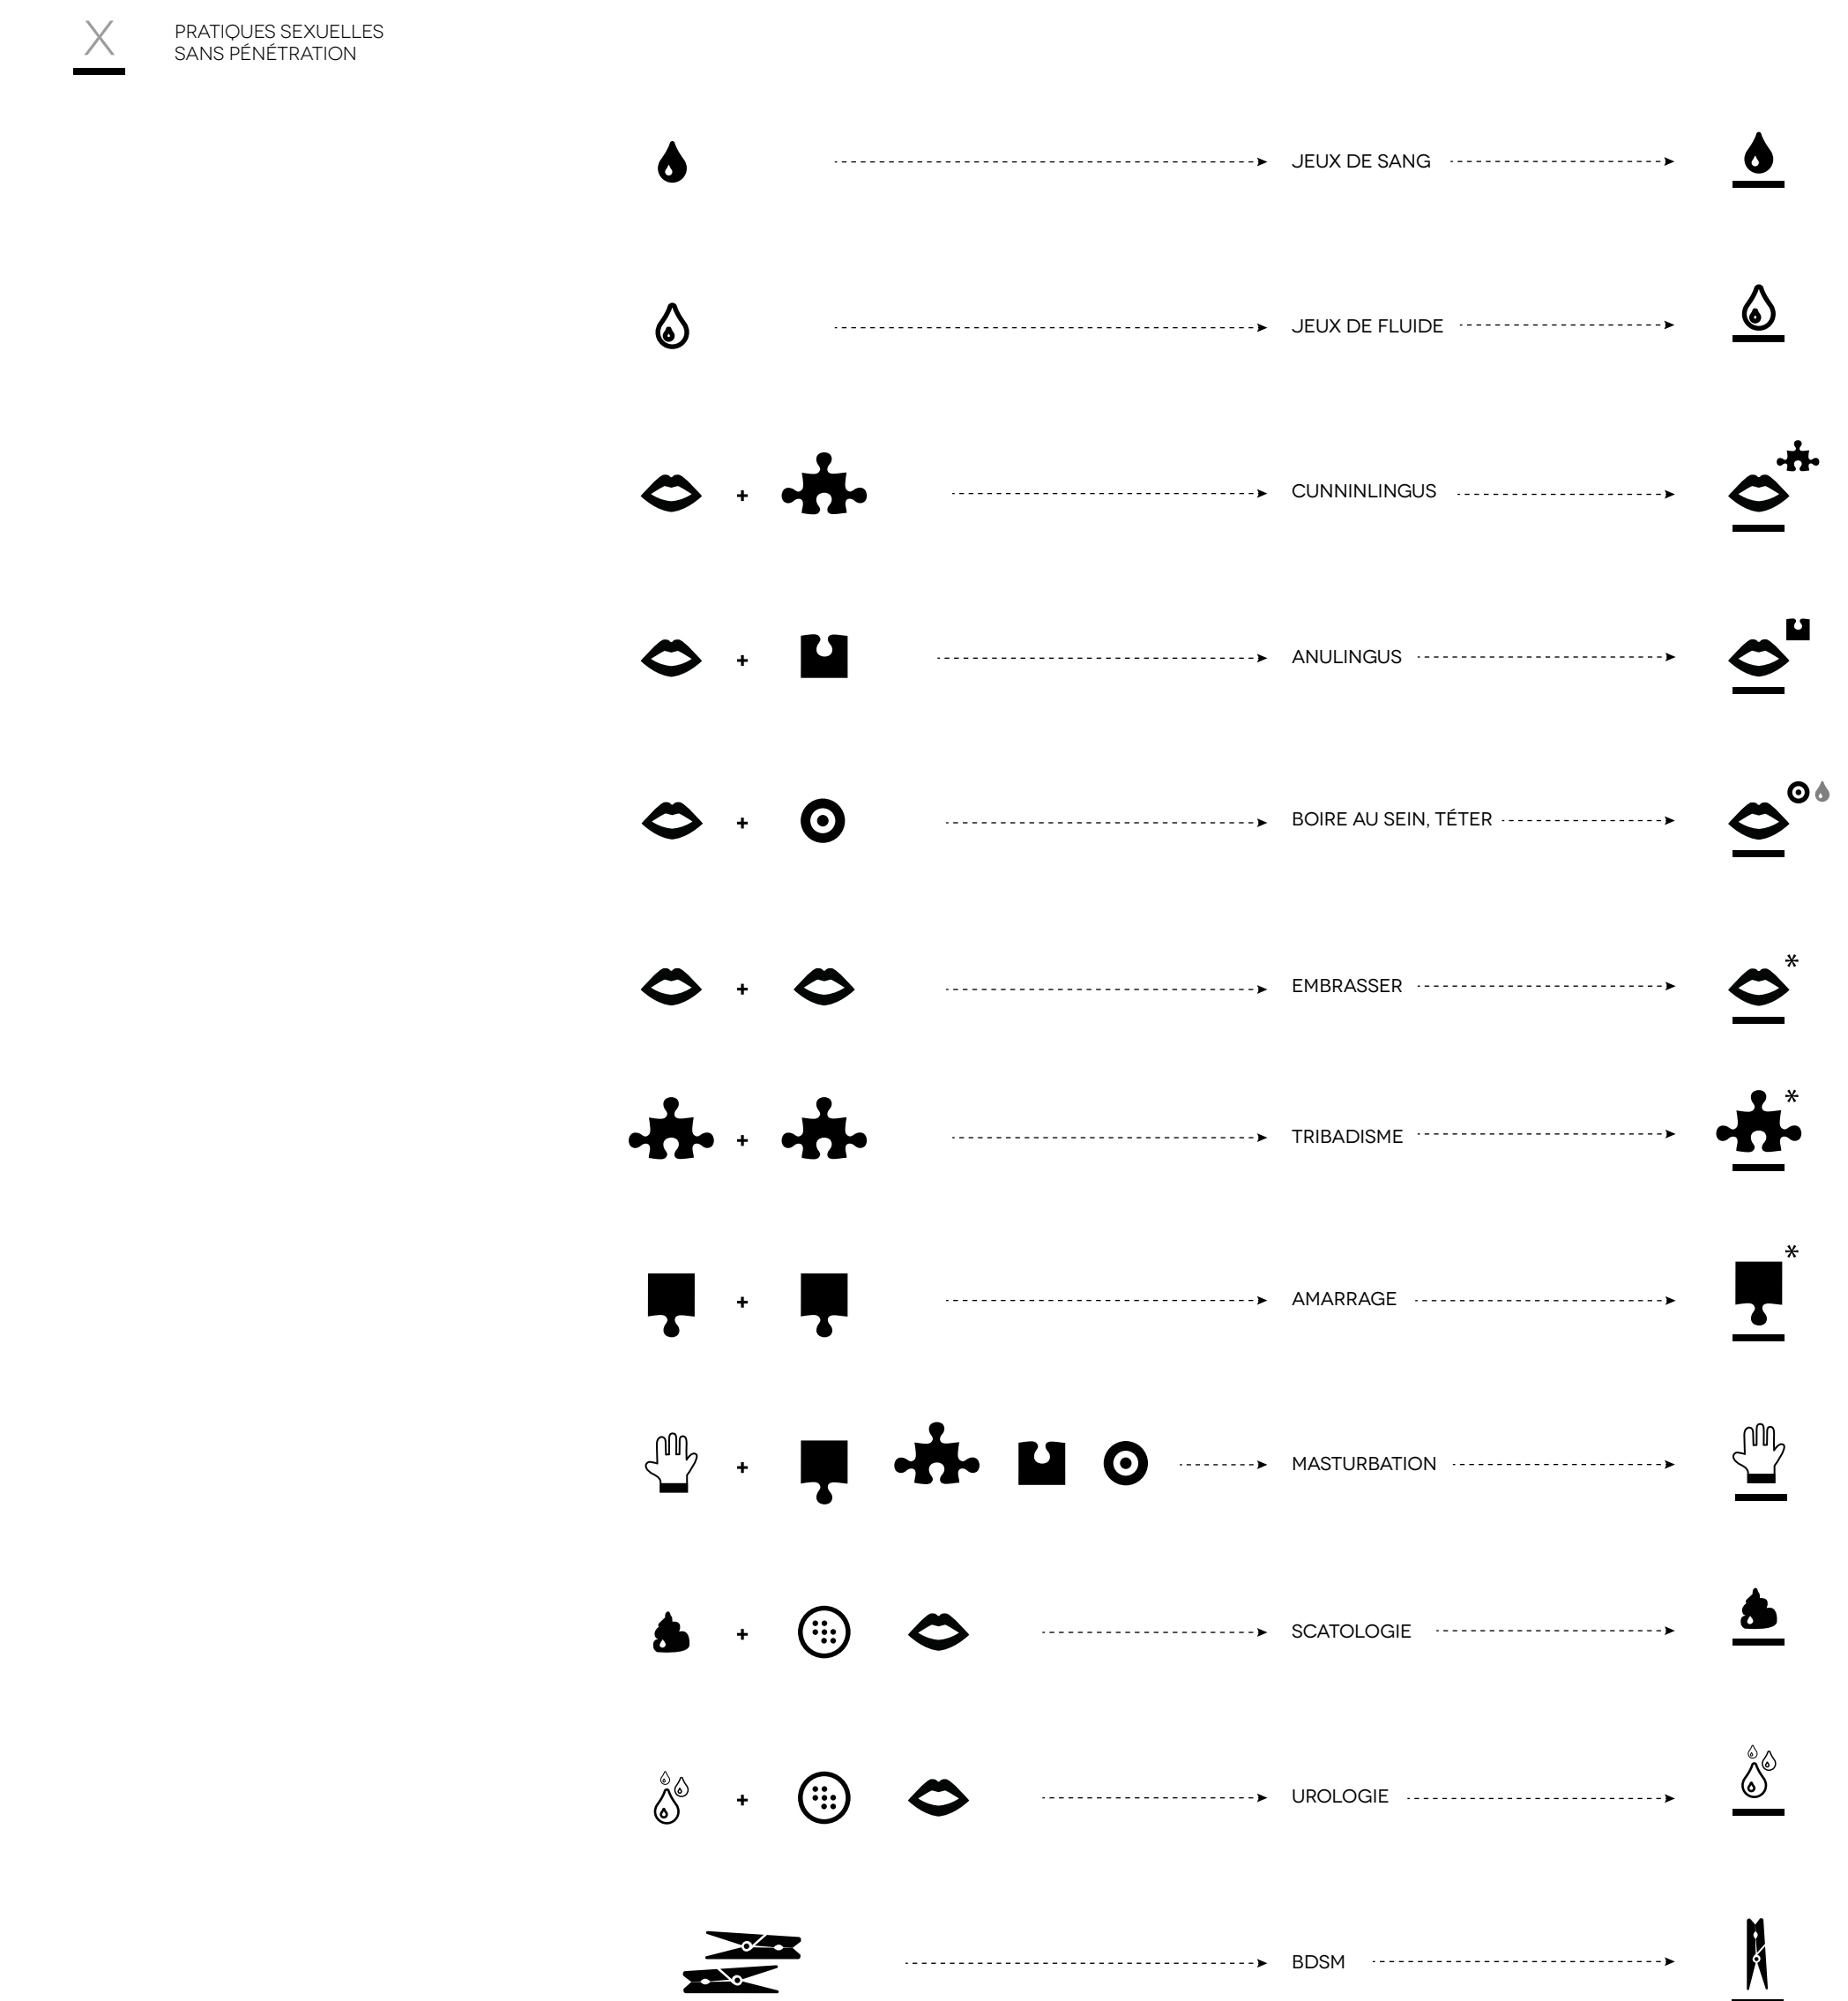 X
PRATIQUES SEXUELLES
SANS PÉNÉTRATION
JEUX DE SANG
JEUX DE FLUIDE
+ CUNNINLINGUS
+ ANULINGUS
+ BOIRE AU SEIN, TÉTER
+ EMBRASSER *
+ TRIBADISME *
+ AMARRAGE *
+ MASTURBATION
+ SCATOLOGIE
+ UROLOGIE
BDSM